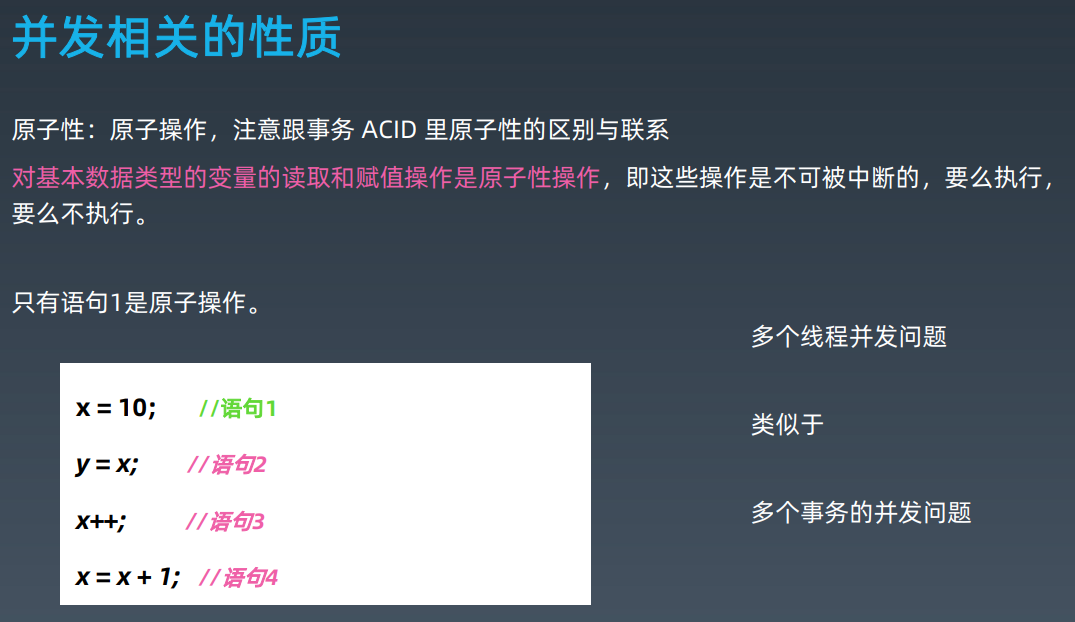 并发相关的性质
原子性：原子操作，注意跟事务 ACID 里原子性的区别与联系
对基本数据类型的变量的读取和赋值操作是原子性操作，即这些操作是不可被中断的，要么执行，
要么不执行。
只有语句1是原子操作。
x = 10; //语句1
y = x; //语句2
x++; //语句3
x = x + 1; //语句4
多个线程并发问题
类似于
多个事务的并发问题